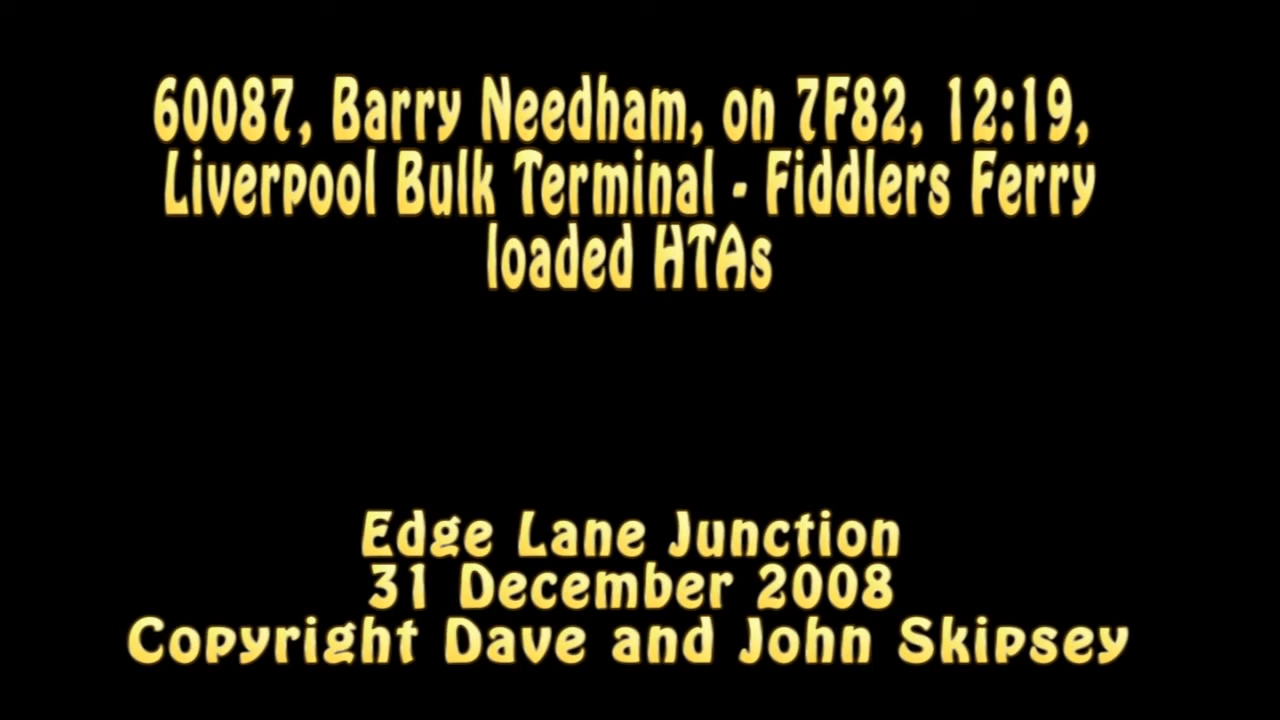 60087, Barry Needham, on 7F82, 12:19,
Liverpool Bulk Terminal - Fiddlers Ferry
loaded HTAs
Edge Lane Junction
31 December 2008
Copyright Dave and John Skipsey